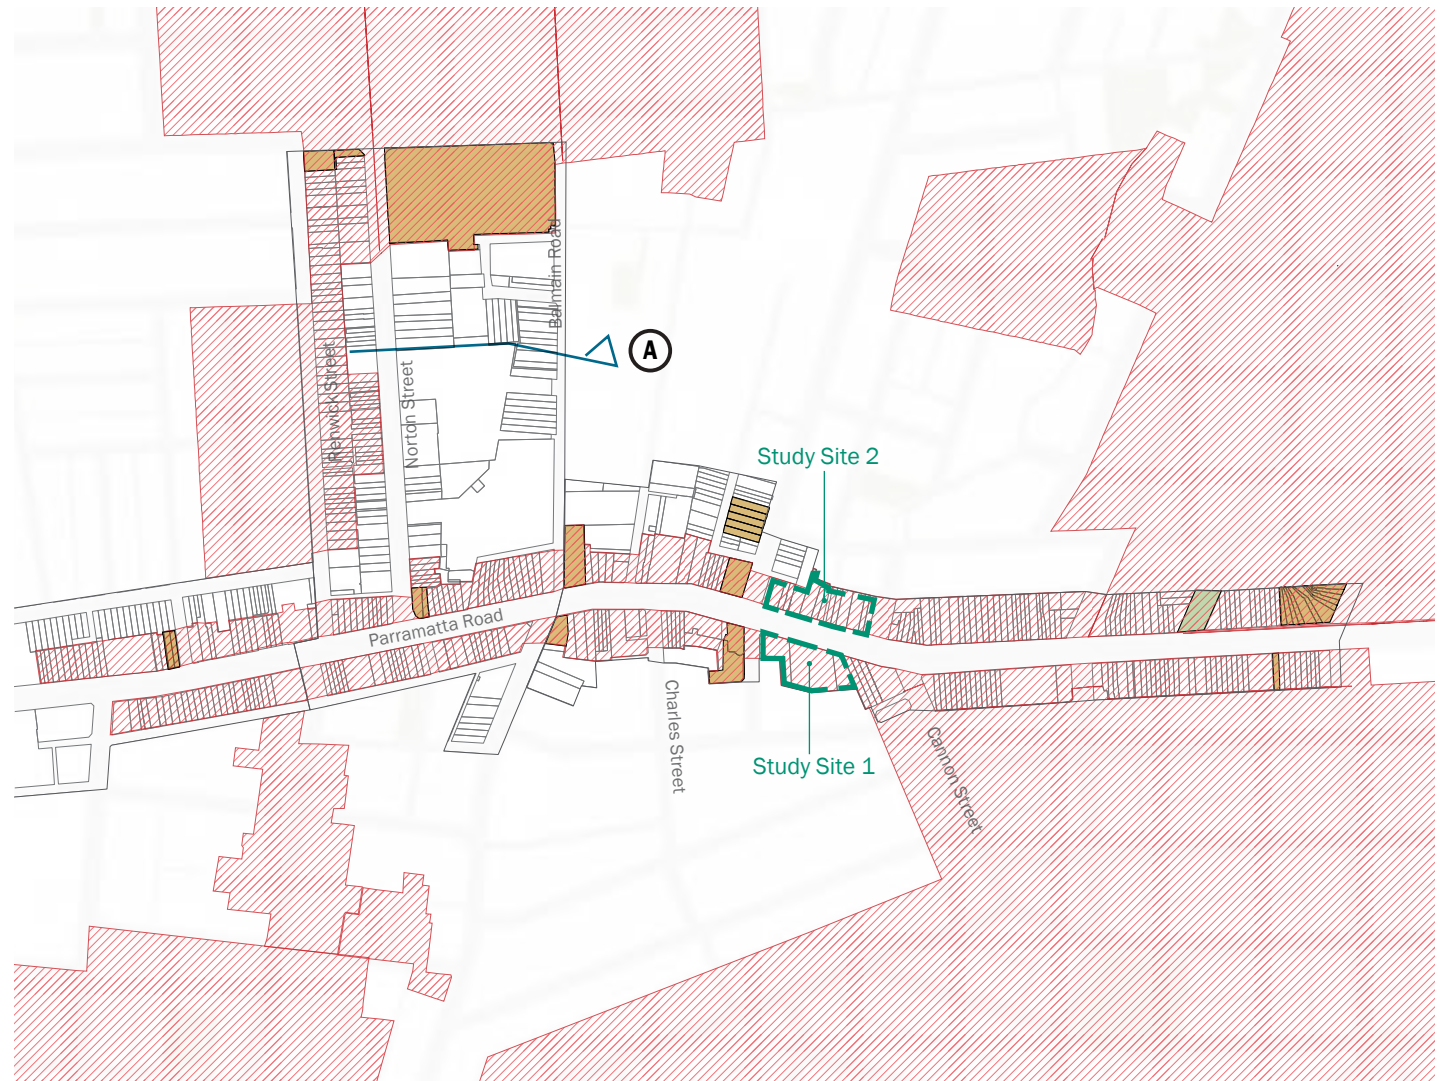 Balmain Road
A
Renwick Street
Norton Street
Study Site 2
Parramatta Road
Charles Street
Study Site 1
Cannon Street